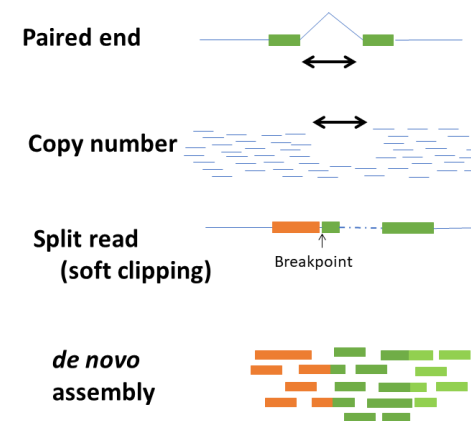 Paired end
Copy number
Split read
(soft clipping)
Breakpoint
de novo
assembly